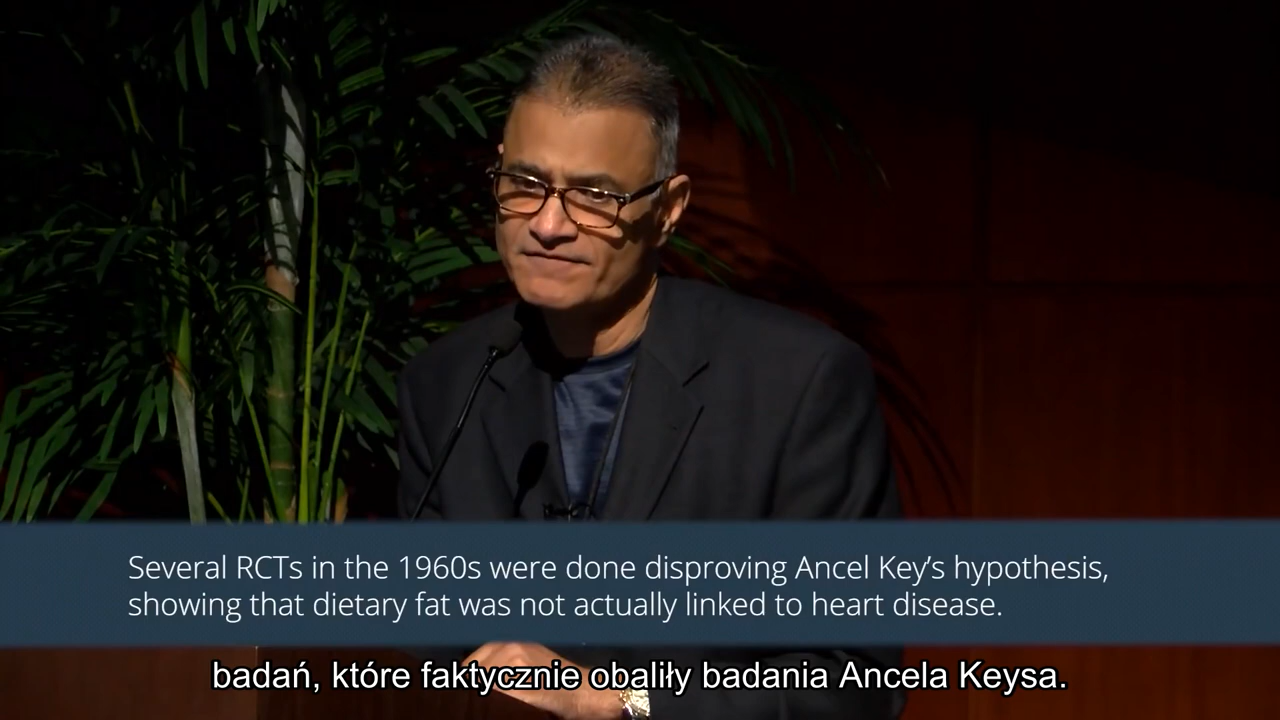 Several RCTs in the 1960s were done disproving Ancel Key’s hypothesis,
showing that dietary fat was not actually linked to heart disease.
badań, które faktycznie obaliły badania Ancela Keysa.